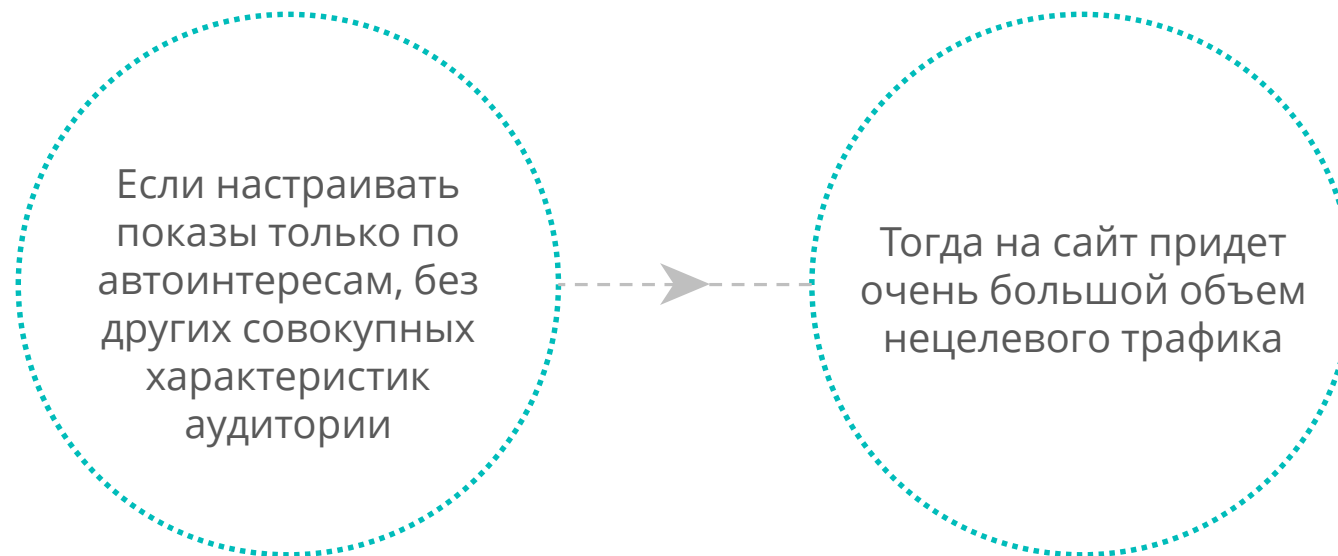 Если настраивать
показы только по
автоинтересам, без
других совокупных
характеристик
аудитории
Тогда на сайт придет
очень большой объем
нецелевого трафика